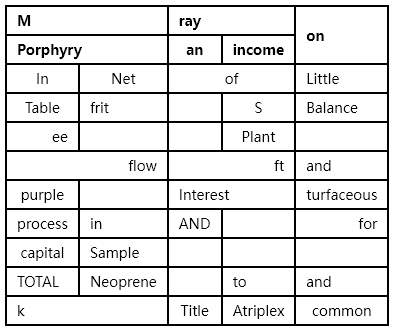 M ray on
Porphyry an income
In Net of Little
Table frit S Balance
ee Plant
flow ft and
purple Interest turfaceous
process in AND for
capital Sample
TOTAL Neoprene to and
k Title Atriplex common